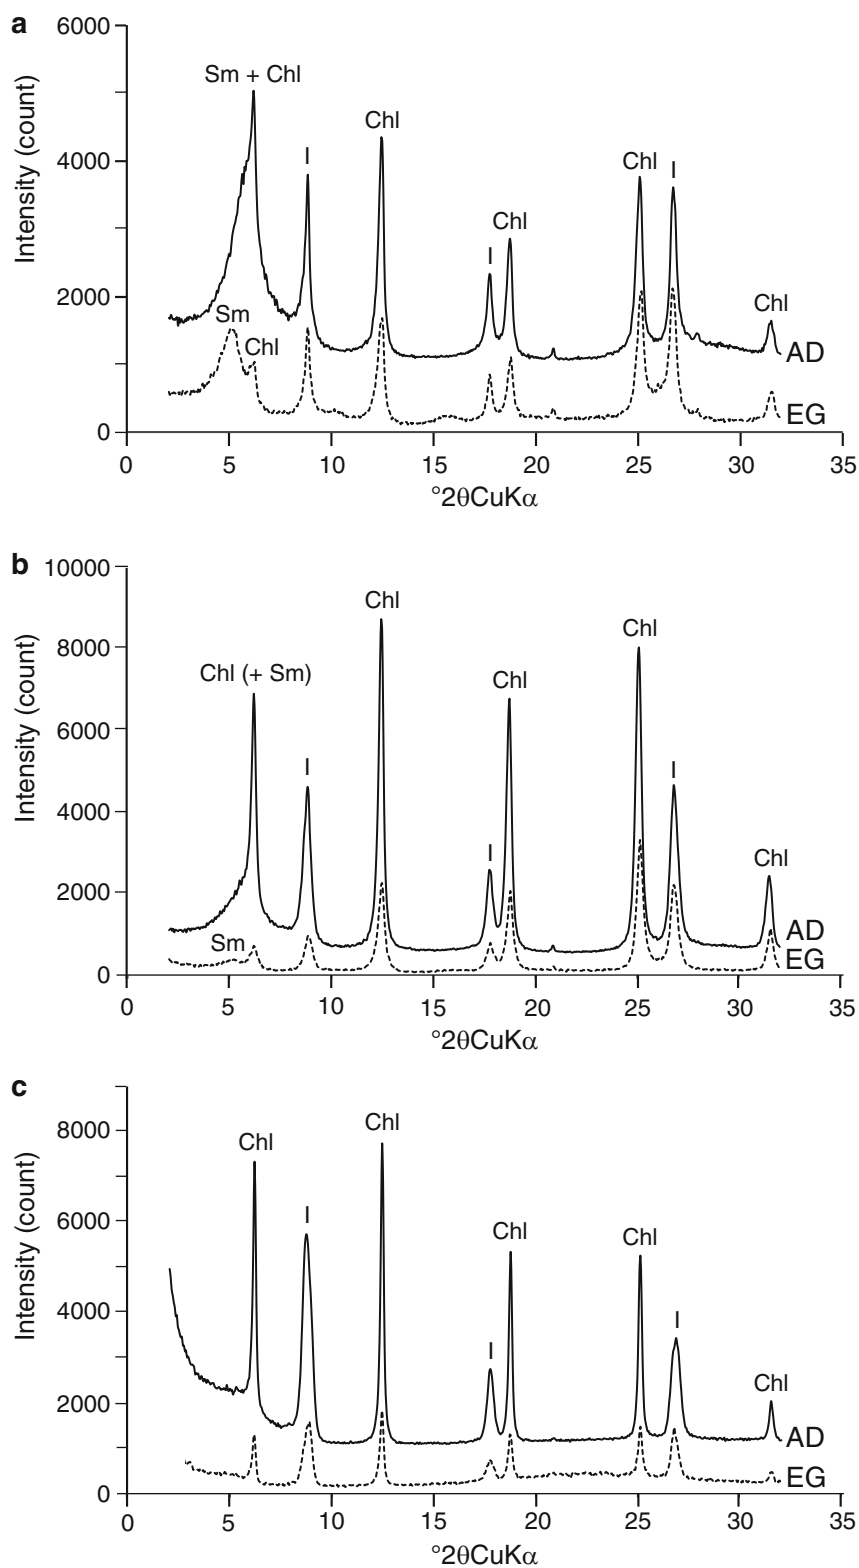 a
6000
Sm + Chl
Chl
I
Chl
I
4000
Chl
I
Intensity (count)
2000
Sm
Chl
Chl
AD
EG
0
0 5 10 15 20 25 30 35
°2θCuKα
b
10000
Chl
Chl
8000
Chl (+ Sm)
Chl
6000
I
I
Intensity (count)
4000
I
Chl
2000
Sm
AD
EG
0
0 5 10 15 20 25 30 35
°2θCuKα
c
Chl
8000
Chl
I
Chl
Chl
6000
I
Intensity (count)
4000
I
Chl
2000
AD
EG
0
0 5 10 15 20 25 30 35
°2θCuKα